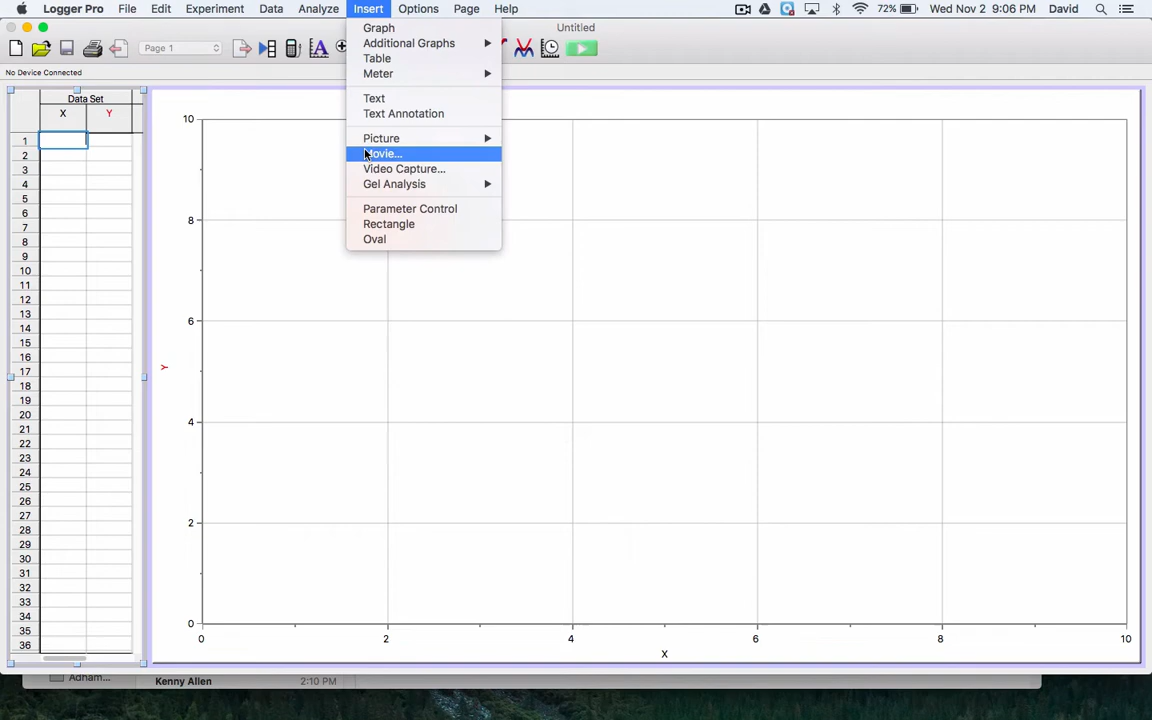 Logger Pro File Edit Experiment Data Analyze Insert Options Page Help 72% Wed Nov 2 9:06 PM David
Untitled
Page 1
No Device Connected
Graph
Additional Graphs
Table
Meter
Text
Text Annotation
Picture
Movie...
Video Capture...
Gel Analysis
Parameter Control
Rectangle
Oval
Data Set
X Y
1
2
3
4
5
6
7
8
9
10
11
12
13
14
15
16
17
18
19
20
21
22
23
24
25
26
27
28
29
30
31
32
33
34
35
36
10
8
6
4
2
0
Y
0 2 4 6 8 10
X
Adham...
Kenny Allen 2:10 PM